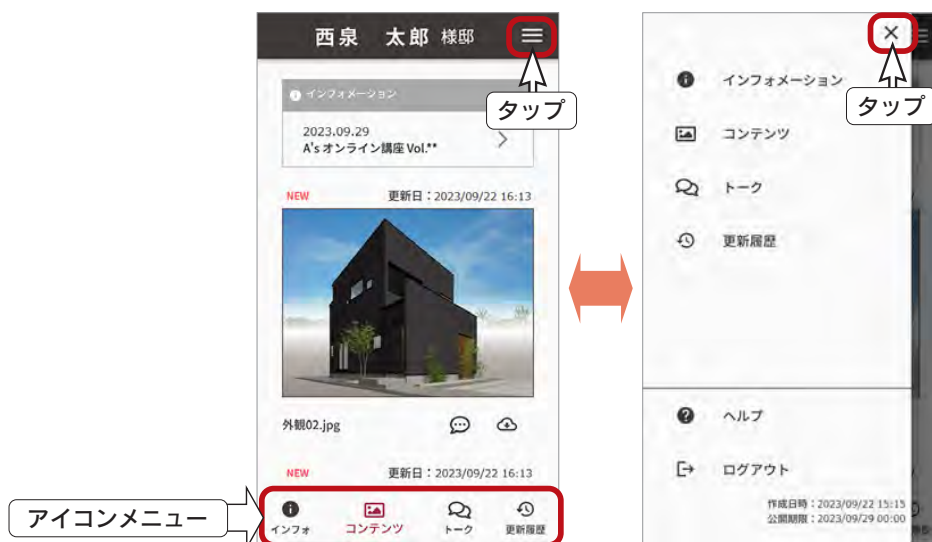 西泉 太郎 様邸
タップ
インフォメーション
2023.09.29
A's オンライン講座 Vol.**
NEW 更新日：2023/09/22 16:13
外観02.jpg
NEW 更新日：2023/09/22 16:13
インフォ コンテンツ トーク 更新履歴
アイコンメニュー
タップ
インフォメーション
コンテンツ
トーク
更新履歴
ヘルプ
ログアウト
作成日時：2023/09/22 15:15
公開期限：2023/09/29 00:00